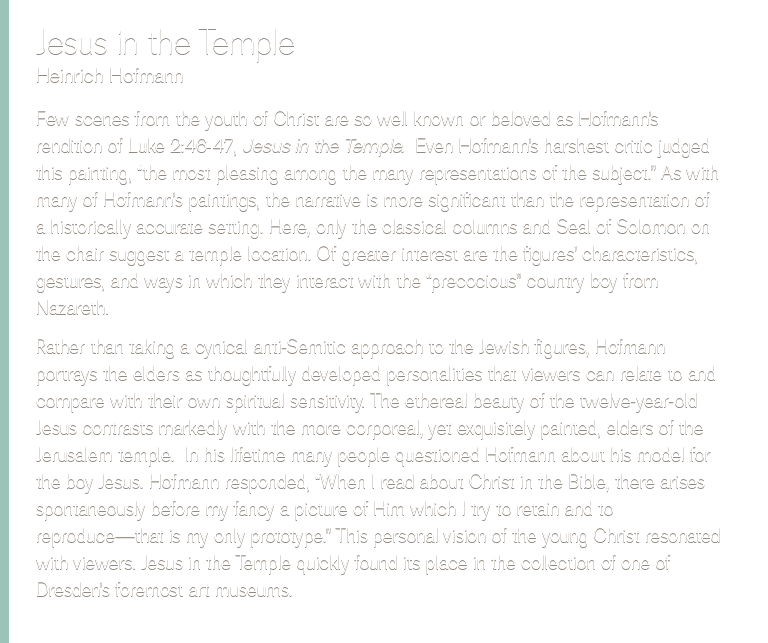 Jesus in the Temple
Heinrich Hofmann
Few scenes from the youth of Christ are so well known or beloved as Hofmann's
rendition of Luke 2:46-47, Jesus in the Temple. Even Hofmann's harshest critic judged
this painting, "the most pleasing among the many representations of the subject." As with
many of Hofmann's paintings, the narrative is more significant than the representation of
a historically accurate setting. Here, only the classical columns and Seal of Solomon on
the chair suggest a temple location. Of greater interest are the figures' characteristics,
gestures, and ways in which they interact with the "precocious" country boy from
Nazareth.
Rather than taking a cynical anti-Semitic approach to the Jewish figures, Hofmann
portrays the elders as thoughtfully developed personalities that viewers can relate to and
compare with their own spiritual sensitivity. The ethereal beauty of the twelve-year-old
Jesus contrasts markedly with the more corporeal, yet exquisitely painted, elders of the
Jerusalem temple. In his lifetime many people questioned Hofmann about his model for
the boy Jesus. Hofmann responded, "When I read about Christ in the Bible, there arises
spontaneously before my fancy a picture of Him which I try to retain and to
reproduce—that is my only prototype." This personal vision of the young Christ resonated
with viewers. Jesus in the Temple quickly found its place in the collection of one of
Dresden's foremost art museums.